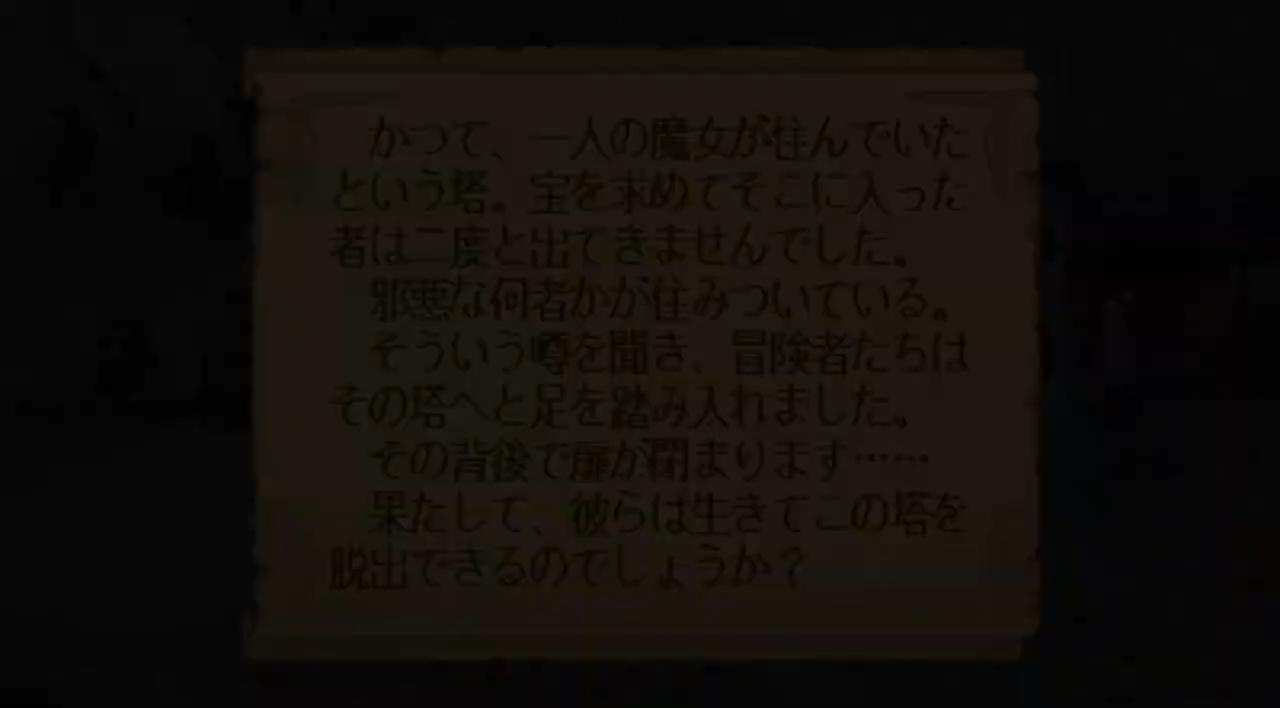 かつて、一人の魔女が住んでいた
という塔。宝を求めてそこに入った
者は二度と出てきませんでした。
邪悪な何者かが住みついている。
そういう噂を聞き、冒険者たちは
その塔へと足を踏み入れました。
その背後で扉が閉まります……
果たして、彼らは生きてこの塔を
脱出できるのでしょうか？